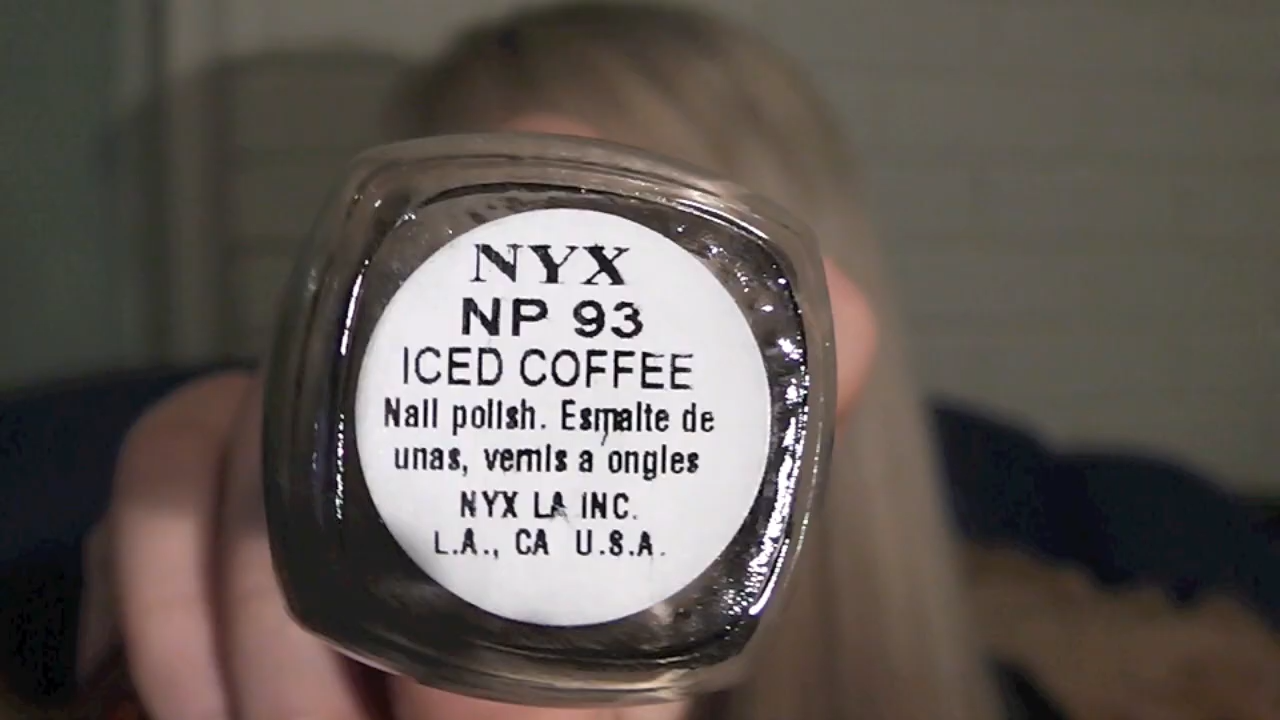 NYX
NP 93
ICED COFFEE
Nail polish. Esmalte de
unas, vernis a ongles
NYX LA INC.
L.A., CA U.S.A.